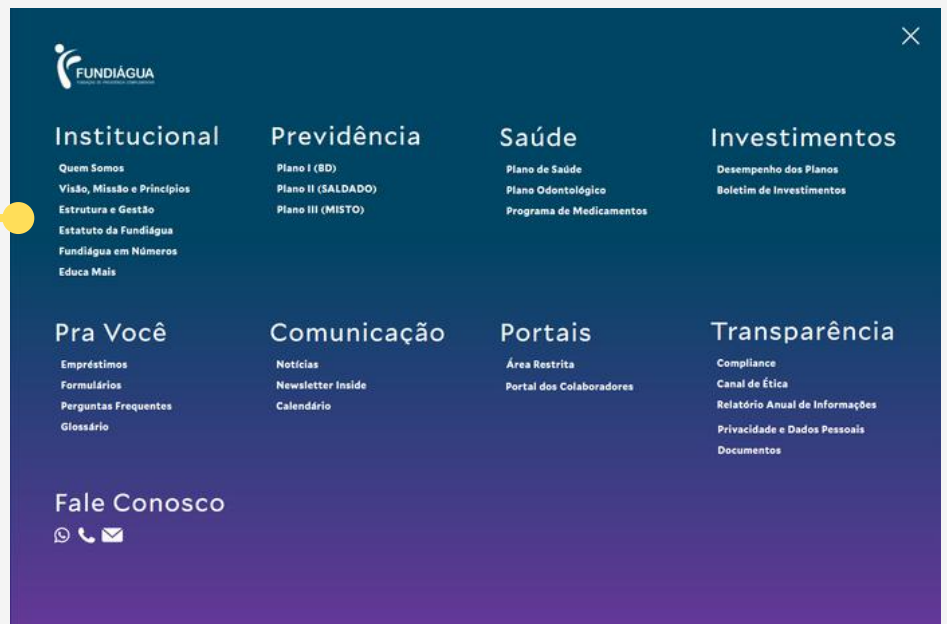 FUNDIÁGUA
Institucional
Quem Somos
Visão, Missão e Princípios
Estrutura e Gestão
Estatuto da Fundiágua
Fundiágua em Números
Educa Mais
Previdência
Plano I (BD)
Plano II (SALDADO)
Plano III (MISTO)
Saúde
Plano de Saúde
Plano Odontológico
Programa de Medicamentos
Investimentos
Desempenho dos Planos
Boletim de Investimentos
Pra Você
Empréstimos
Formulários
Perguntas Frequentes
Glossário
Comunicação
Notícias
Newsletter Inside
Calendário
Portais
Área Restrita
Portal dos Colaboradores
Transparência
Compliance
Canal de Ética
Relatório Anual de Informações
Privacidade e Dados Pessoais
Documentos
Fale Conosco